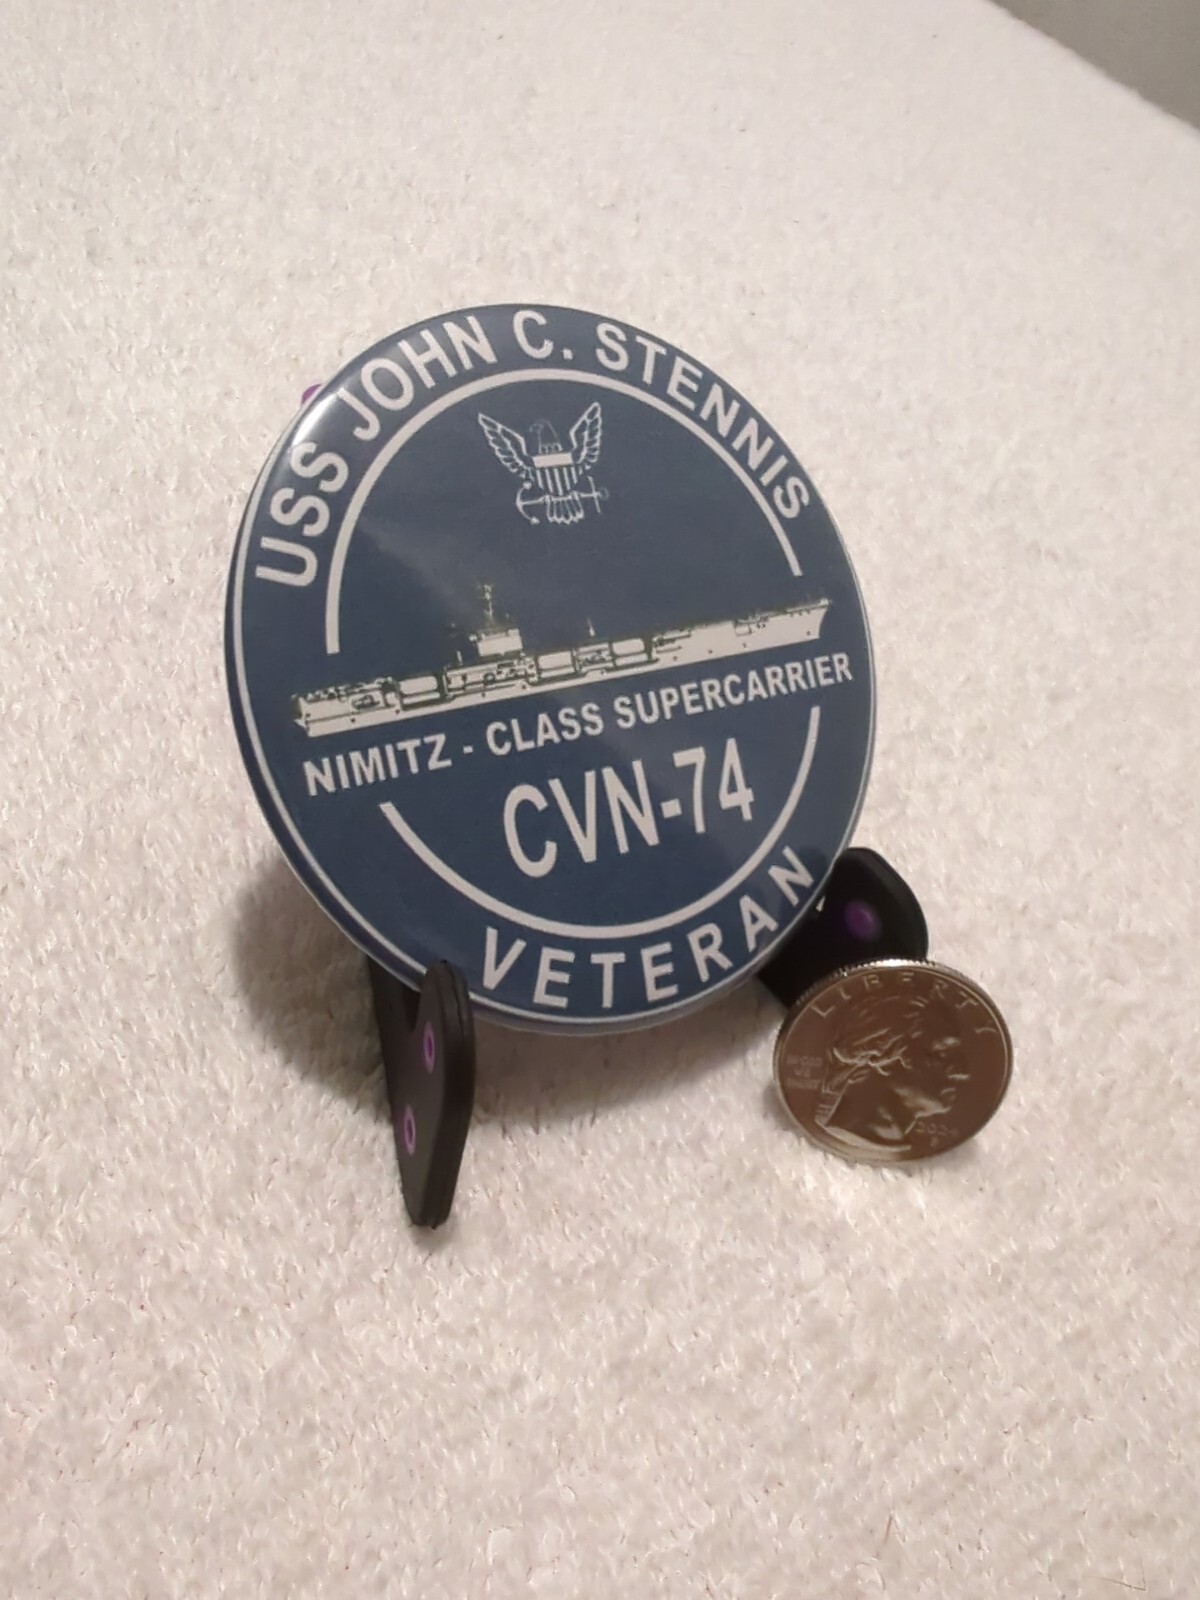 USS JOHN C. STENNIS
NIMITZ - CLASS SUPERCARRIER
CVN-74
VETERAN
LIBERTY